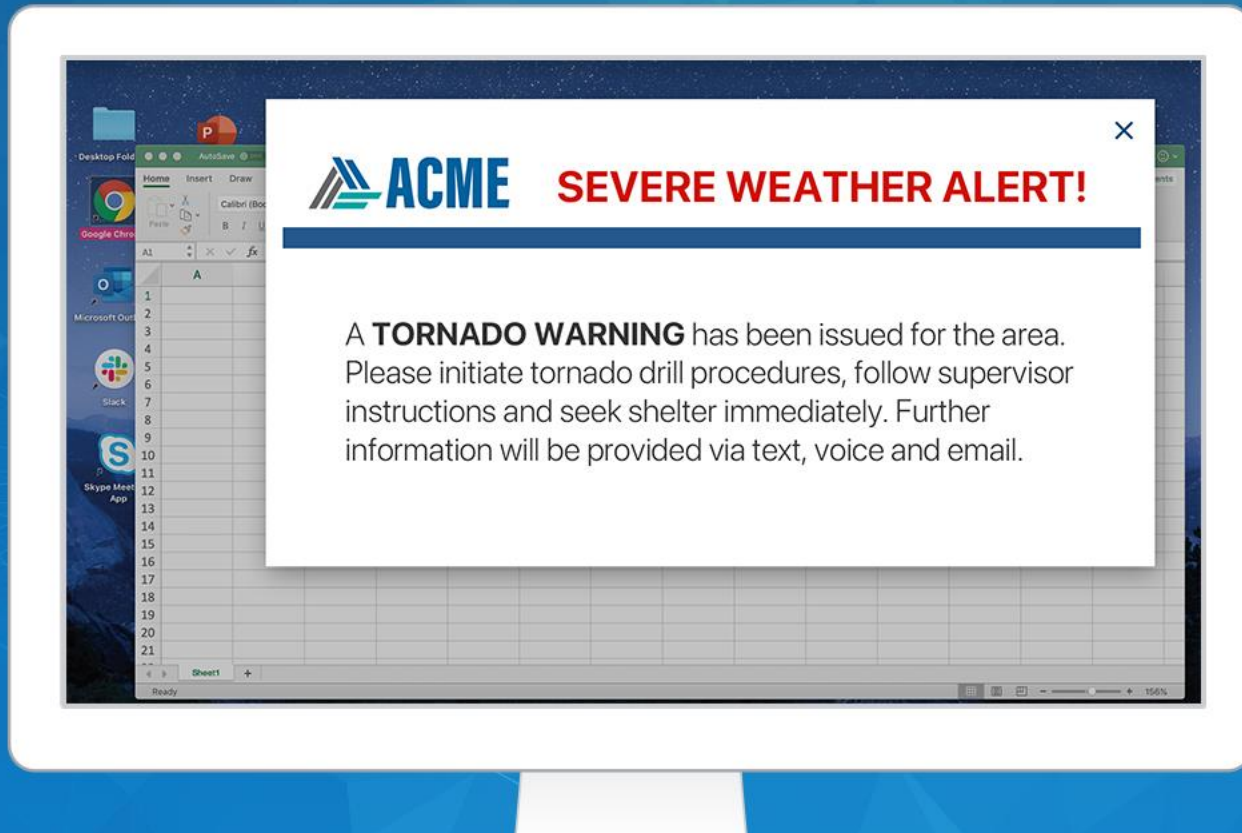 ACME
SEVERE WEATHER ALERT!
A TORNADO WARNING has been issued for the area.
Please initiate tornado drill procedures, follow supervisor
instructions and seek shelter immediately. Further
information will be provided via text, voice and email.
Desktop Fold
Google Chro
Microsoft Out
Slack
Skype Meet
App
AutoSave
Home Insert Draw
Paste
Calibri (Boo
B I U
A1
fx
A
1
2
3
4
5
6
7
8
9
10
11
12
13
14
15
16
17
18
19
20
21
Sheet1 +
Ready
156%